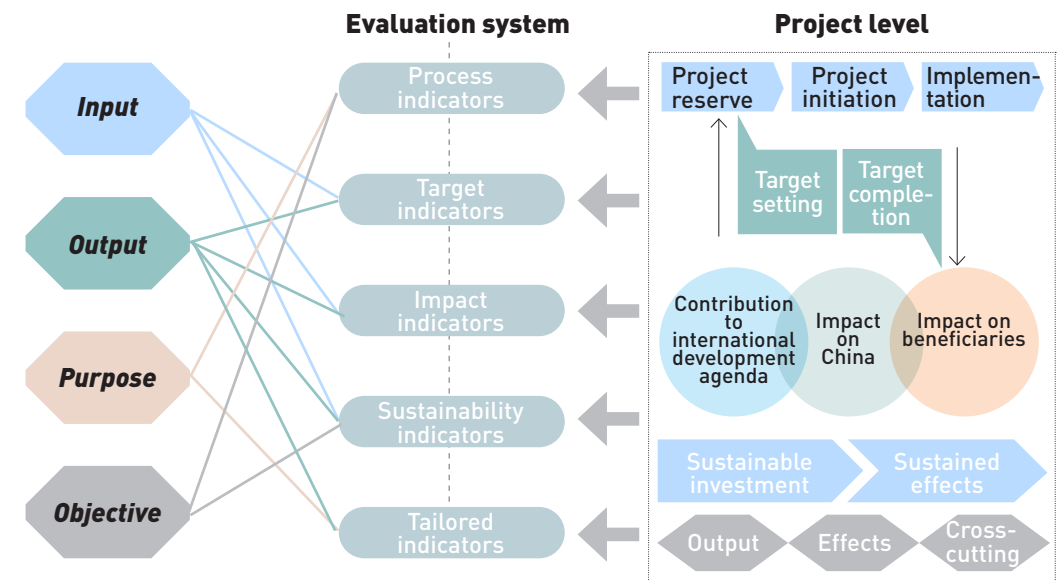 Evaluation system
Project level
Input
Output
Purpose
Objective
Process
indicators
Target
indicators
Impact
indicators
Sustainability
indicators
Tailored
indicators
Project
reserve
Project
initiation
Implemen-
tation
Target
setting
Target
comple-
tion
Contribution
to
international
development
agenda
Impact
on
China
Impact on
beneficiaries
Sustainable
investment
Sustained
effects
Output
Effects
Cross-
cutting